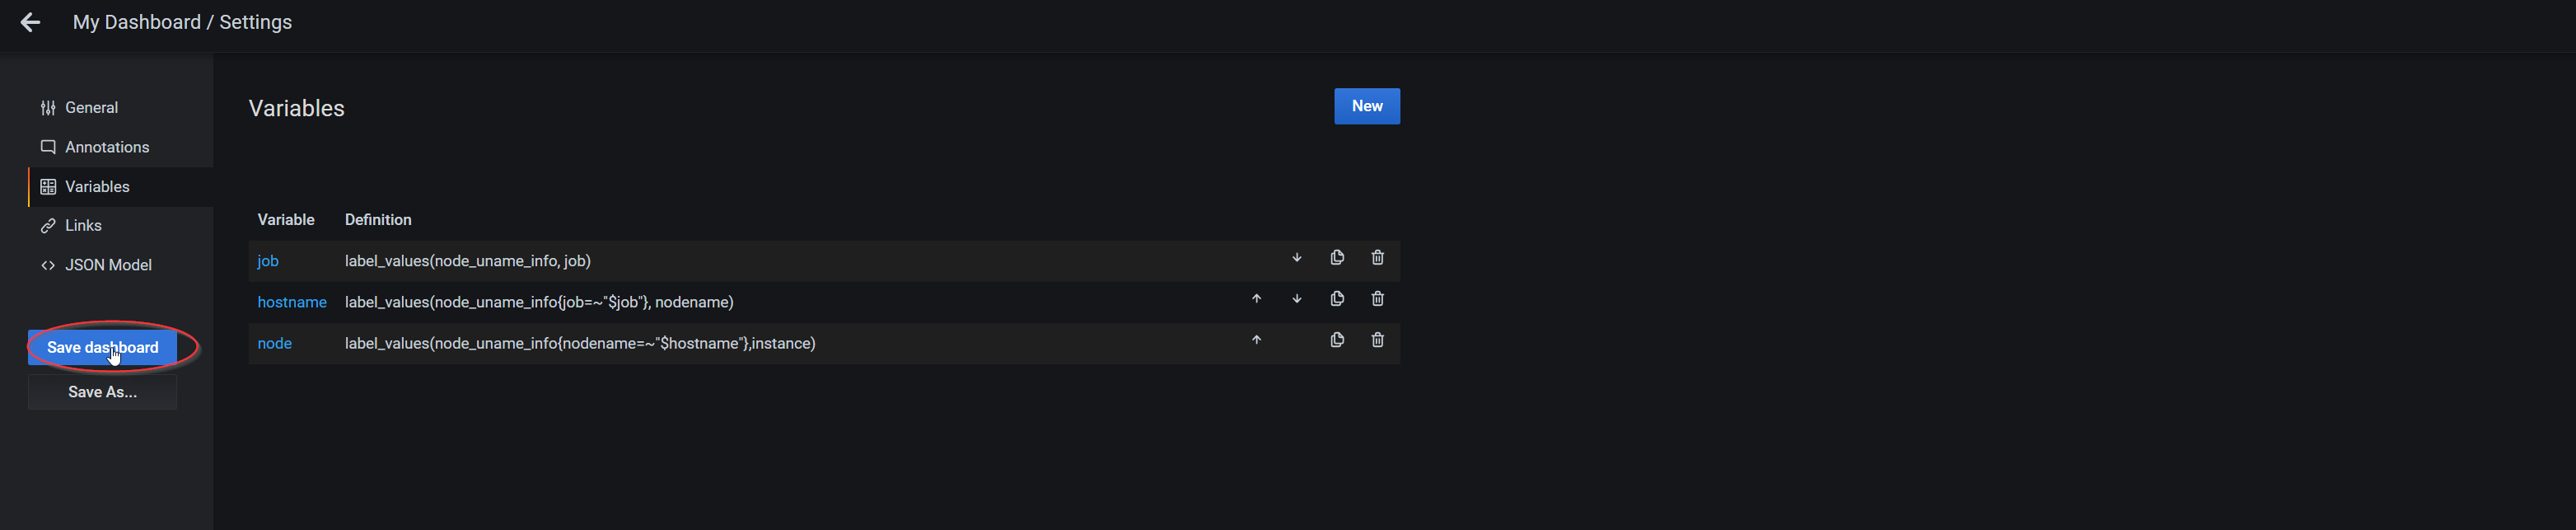 My Dashboard / Settings
General
Annotations
Variables
Links
JSON Model
Save dashboard
Save As...
Variables
New
Variable Definition
job label_values(node_uname_info, job)
hostname label_values(node_uname_info{job=~"$job"}, nodename)
node label_values(node_uname_info{nodename=~"$hostname"},instance)